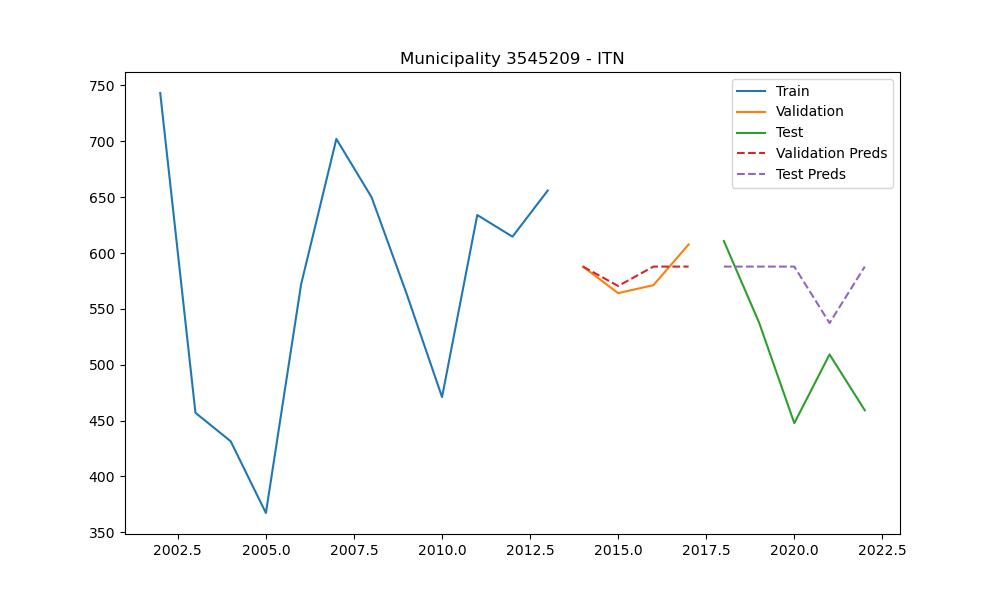 Municipality 3545209 - ITN
750
700
650
600
550
500
450
400
350
Train
Validation
Test
Validation Preds
Test Preds
2002.5 2005.0 2007.5 2010.0 2012.5 2015.0 2017.5 2020.0 2022.5